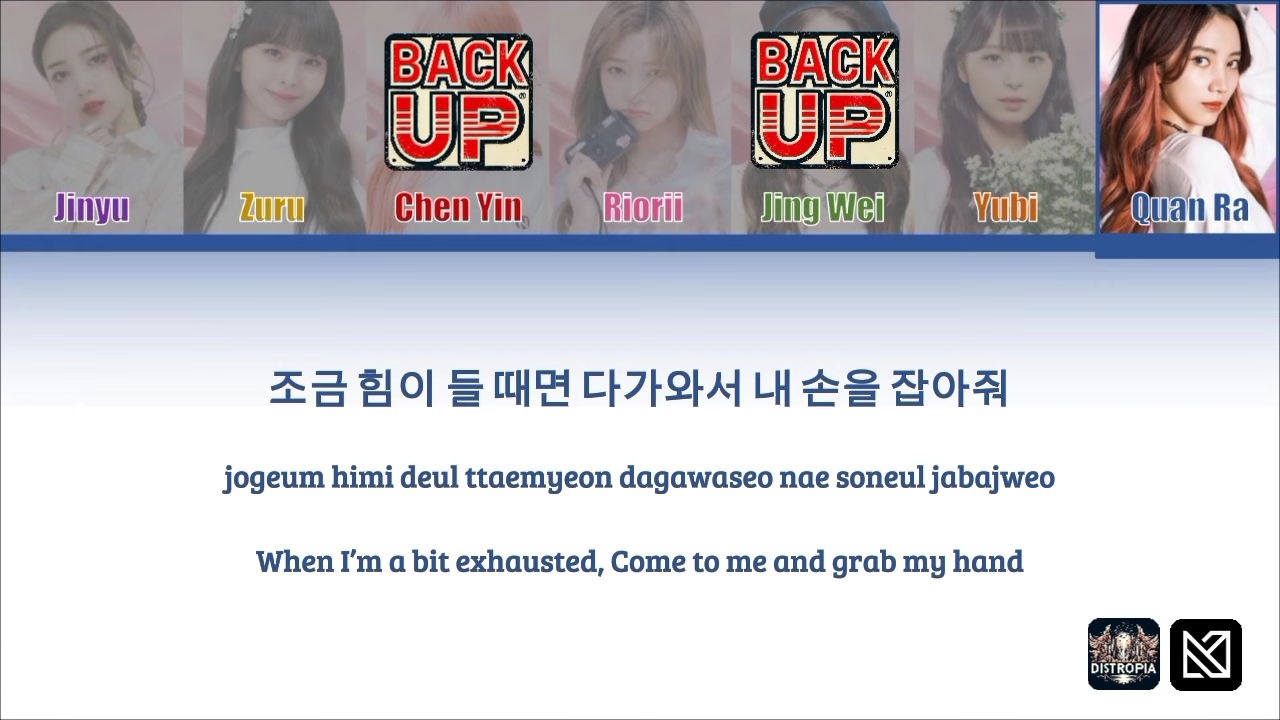 BACK
UP
BACK
UP
Jinyu
Zuru
Chen Yin
Riorii
Jing Wei
Yubi
Quan Ra
조금 힘이 들 때면 다가와서 내 손을 잡아줘
jogeum himi deul ttaemyeon dagawaseo nae soneul jabajweo
When I’m a bit exhausted, Come to me and grab my hand
DISTROPIA